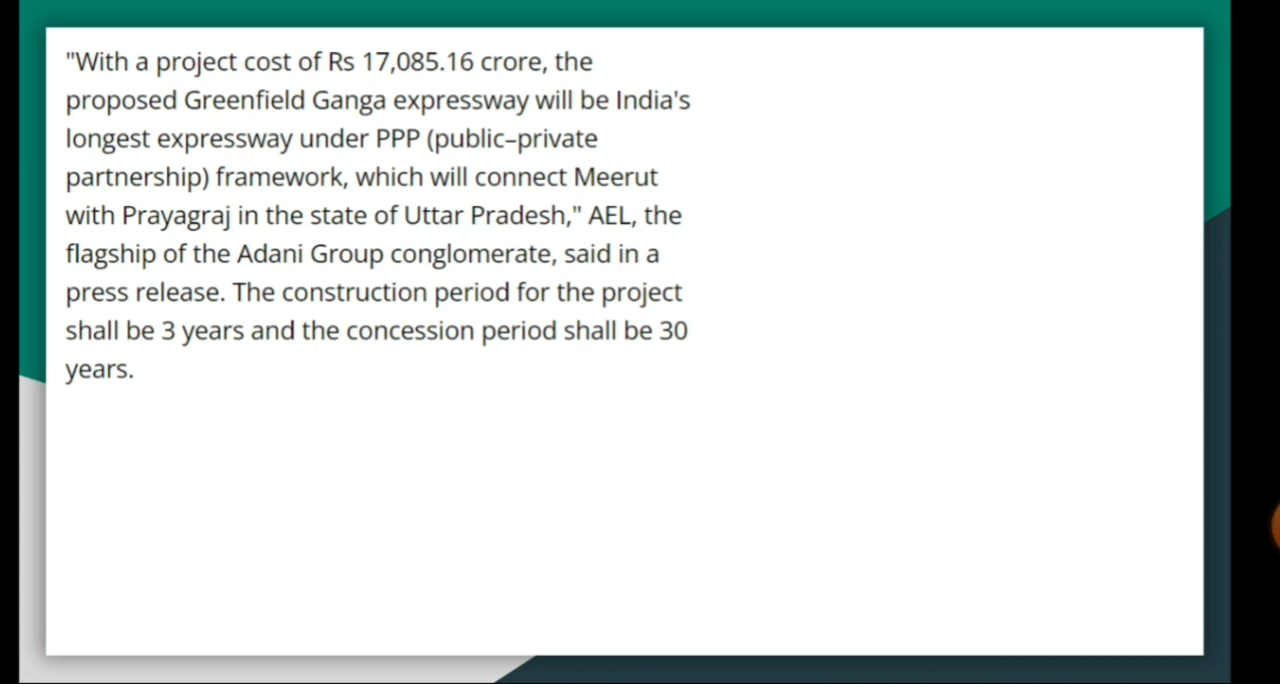 "With a project cost of Rs 17,085.16 crore, the
proposed Greenfield Ganga expressway will be India's
longest expressway under PPP (public–private
partnership) framework, which will connect Meerut
with Prayagraj in the state of Uttar Pradesh," AEL, the
flagship of the Adani Group conglomerate, said in a
press release. The construction period for the project
shall be 3 years and the concession period shall be 30
years.